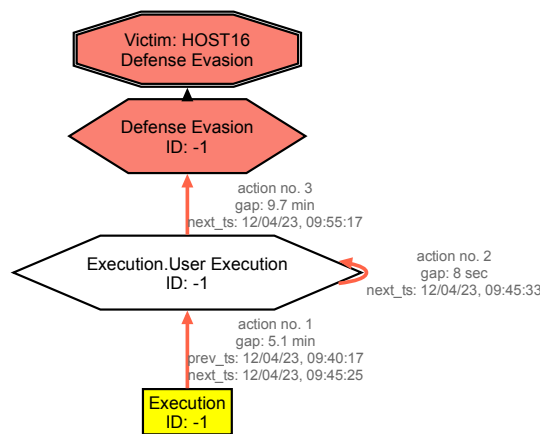 Victim: HOST16
Defense Evasion
Defense Evasion
ID: -1
action no. 3
gap: 9.7 min
next_ts: 12/04/23, 09:55:17
Execution.User Execution
ID: -1
action no. 2
gap: 8 sec
next_ts: 12/04/23, 09:45:33
action no. 1
gap: 5.1 min
prev_ts: 12/04/23, 09:40:17
next_ts: 12/04/23, 09:45:25
Execution
ID: -1